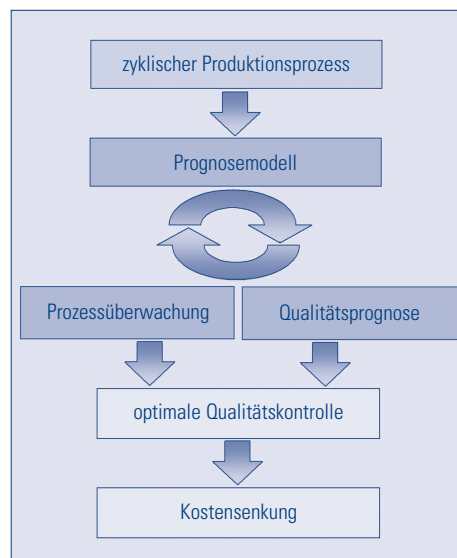 zyklischer Produktionsprozess
Prognosemodell
Prozessüberwachung
Qualitätsprognose
optimale Qualitätskontrolle
Kostensenkung